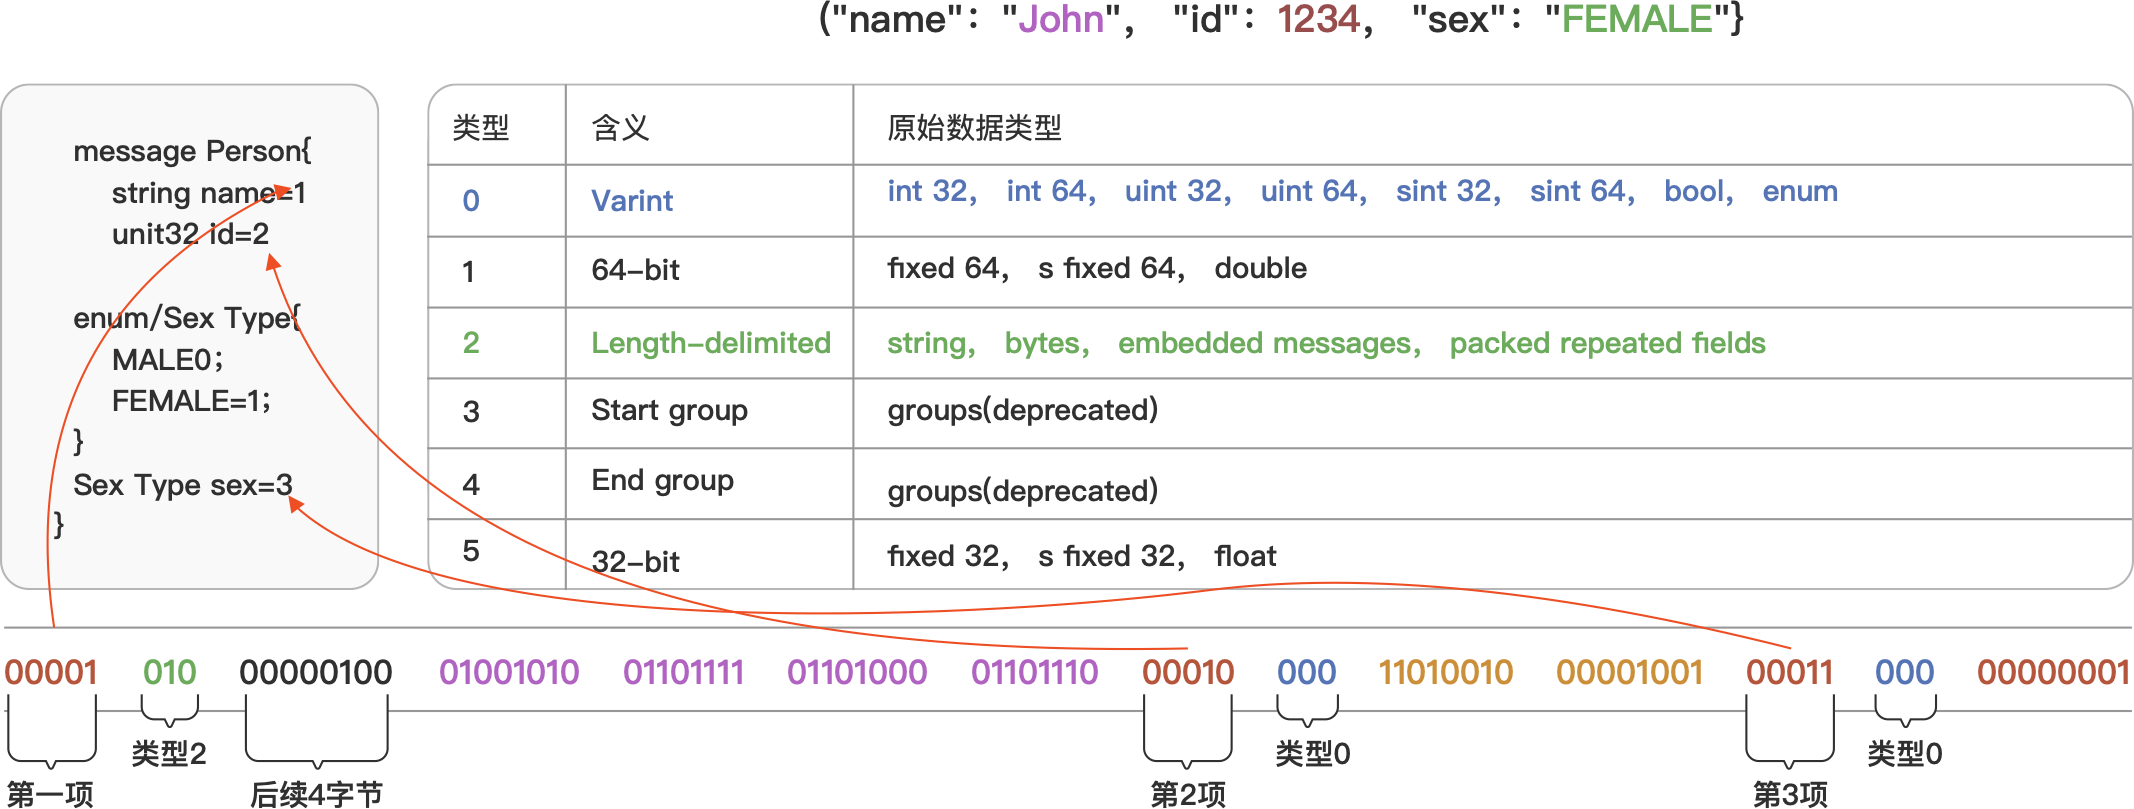 ("name": "John", "id": 1234, "sex": "FEMALE"}
message Person{
string name=1
unit32 id=2
enum/Sex Type{
MALE0;
FEMALE=1;
}
Sex Type sex=3
}
类型 含义 原始数据类型
0 Varint int 32, int 64, uint 32, uint 64, sint 32, sint 64, bool, enum
1 64-bit fixed 64, s fixed 64, double
2 Length-delimited string, bytes, embedded messages, packed repeated fields
3 Start group groups(deprecated)
4 End group groups(deprecated)
5 32-bit fixed 32, s fixed 32, float
00001 010 00000100 01001010 01101111 01101000 01101110 00010 000 11010010 00001001 00011 000 00000001
类型2 类型0 类型0
第一项 后续4字节 第2项 第3项